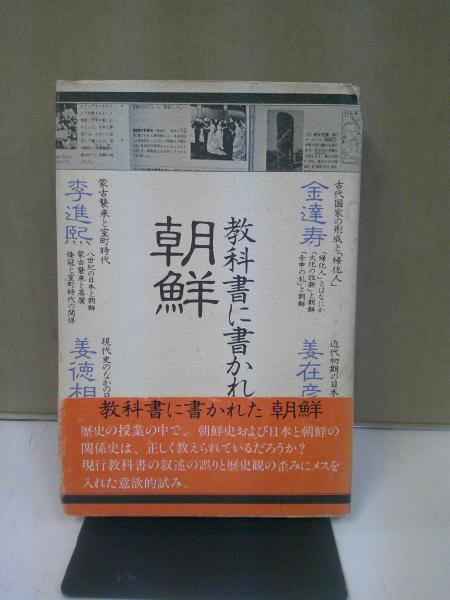 古代国家の形成と「帰化人」
金達寿
「帰化人」とはなにか
「大化の改新」と朝鮮
「壬申の乱」と朝鮮
近代初期の日本
姜在彦
教科書に書かれ
朝鮮
蒙古襲来と室町時代
李進熙
八世紀の日本と朝鮮
蒙古襲来と高麗
倭寇と室町時代の関係
現代史のなかの日
姜徳相
教科書に書かれた 朝鮮
歴史の授業の中で。朝鮮史および日本と朝鮮の
関係史は、正しく教えられているだろうか?
現行教科書の叙述の誤りと歴史観の歪みにメスを
入れた意欲的試み。